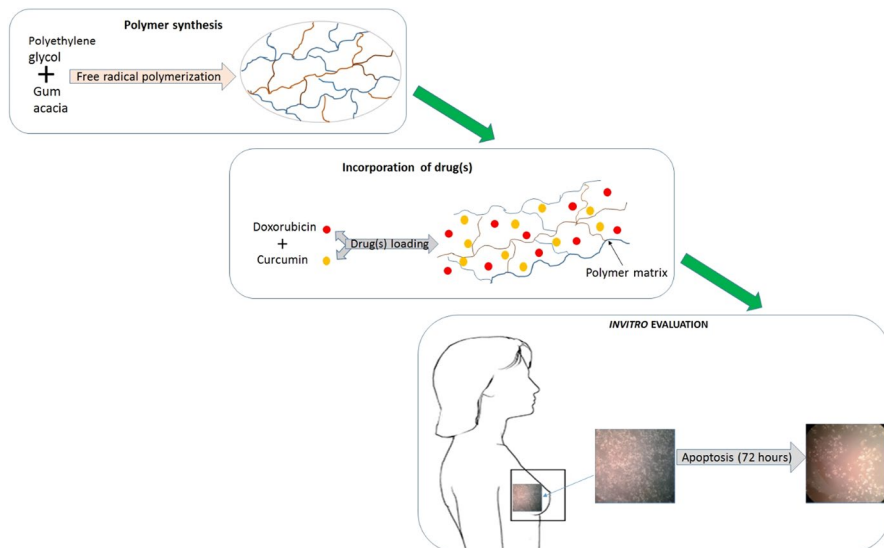 Polymer synthesis
Polyethylene
glycol
+
Gum
acacia
Free radical polymerization
Incorporation of drug(s)
Doxorubicin
+
Curcumin
Drug(s) loading
Polymer matrix
INVITRO EVALUATION
Apoptosis (72 hours)